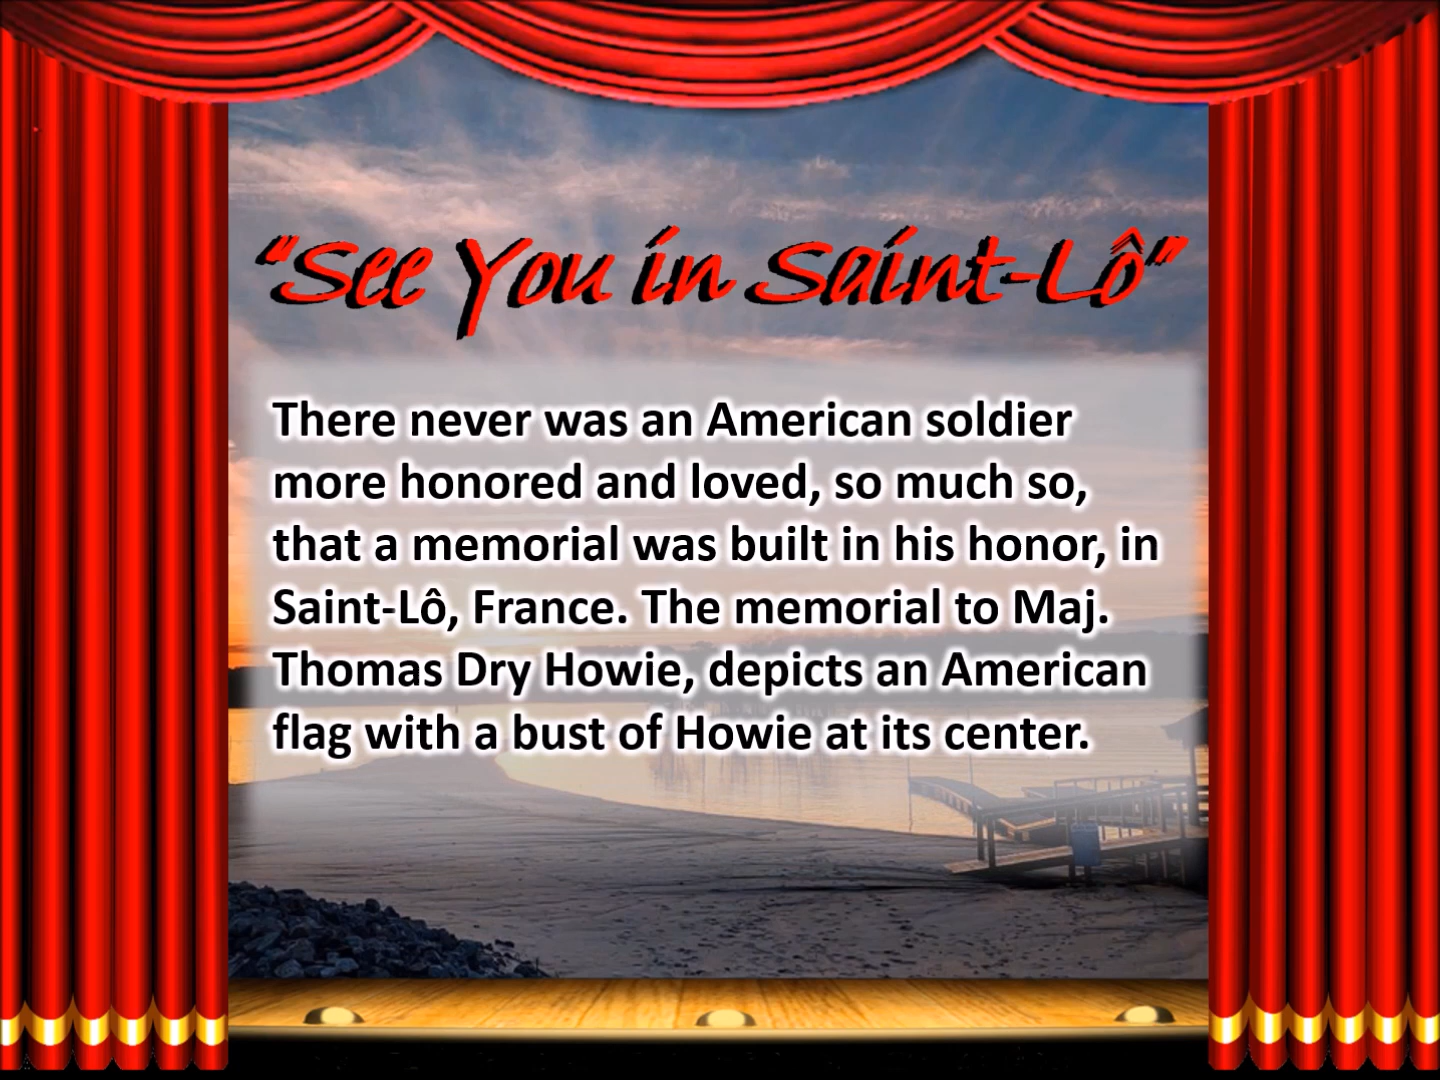 "See You in Saint-Lô"
There never was an American soldier
more honored and loved, so much so,
that a memorial was built in his honor, in
Saint-Lô, France. The memorial to Maj.
Thomas Dry Howie, depicts an American
flag with a bust of Howie at its center.